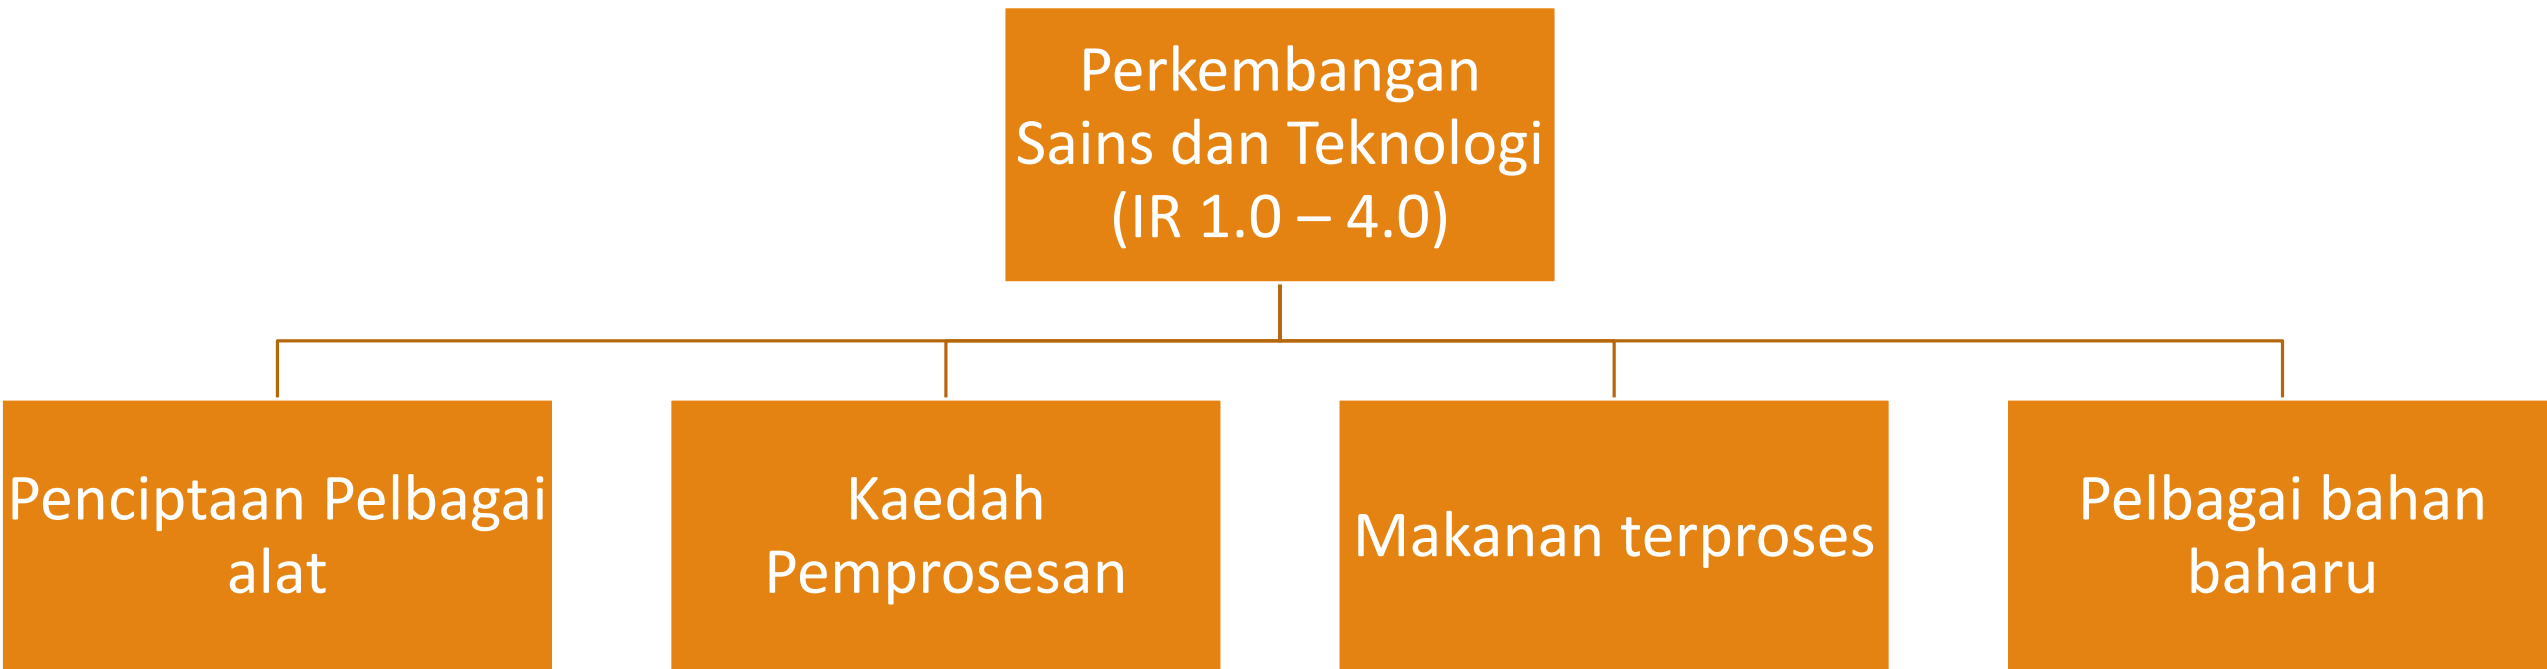 Perkembangan
Sains dan Teknologi
(IR 1.0 – 4.0)
Penciptaan Pelbagai
alat
Kaedah
Pemprosesan
Makanan terproses
Pelbagai bahan
baharu